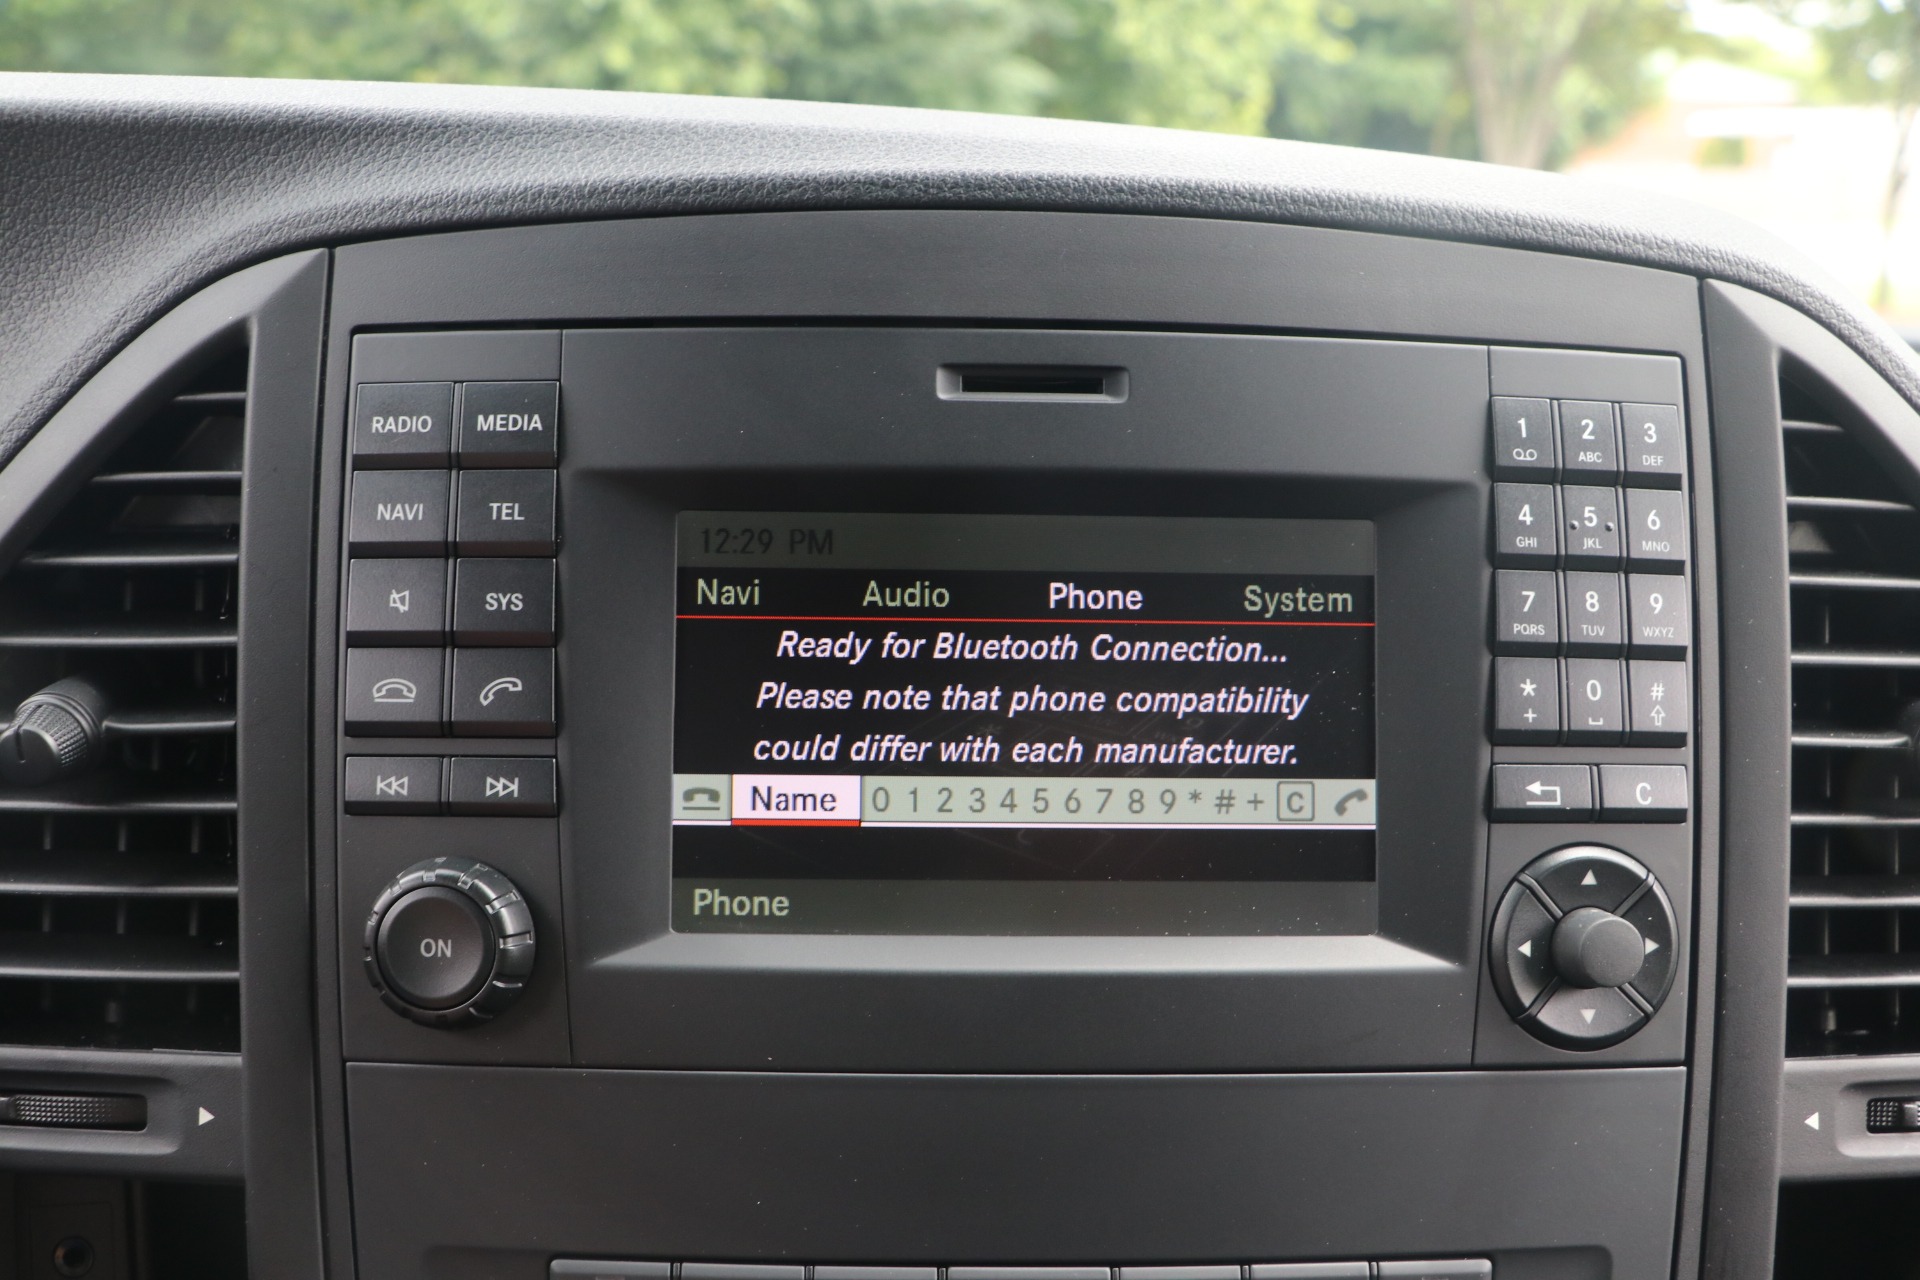 RADIO MEDIA
NAVI TEL
SYS
ON
12:29 PM
Navi Audio Phone System
Ready for Bluetooth Connection...
Please note that phone compatibility
could differ with each manufacturer.
Name 0 1 2 3 4 5 6 7 8 9 * # + C
Phone
1 2 3
ABC DEF
4 5 6
GHI JKL MNO
7 8 9
PQRS TUV WXYZ
* 0 #
+
C